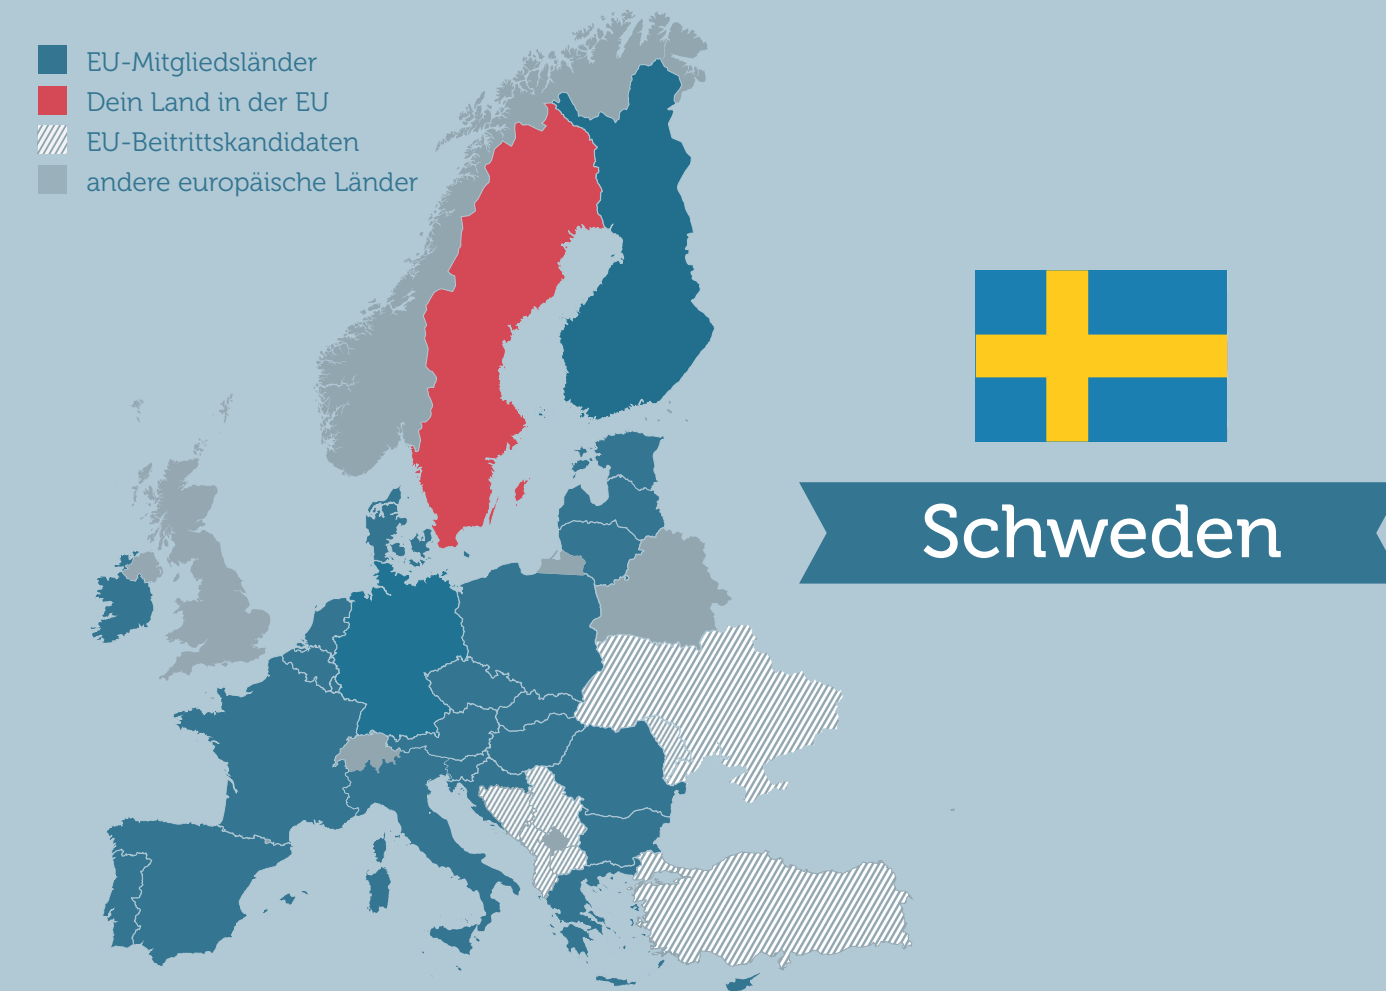 EU-Mitgliedsländer
Dein Land in der EU
EU-Beitrittskandidaten
andere europäische Länder
Schweden